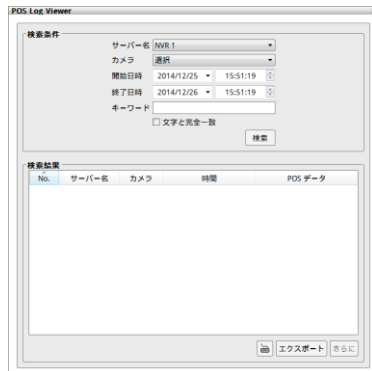 POS Log Viewer
検索条件
サーバー名 NVR 1
カメラ 選択
開始日時 2014/12/25 15:51:19
終了日時 2014/12/26 15:51:19
キーワード
文字と完全一致
検索
検索結果
No. サーバー名 カメラ 時間 POS データ
エクスポート さらに